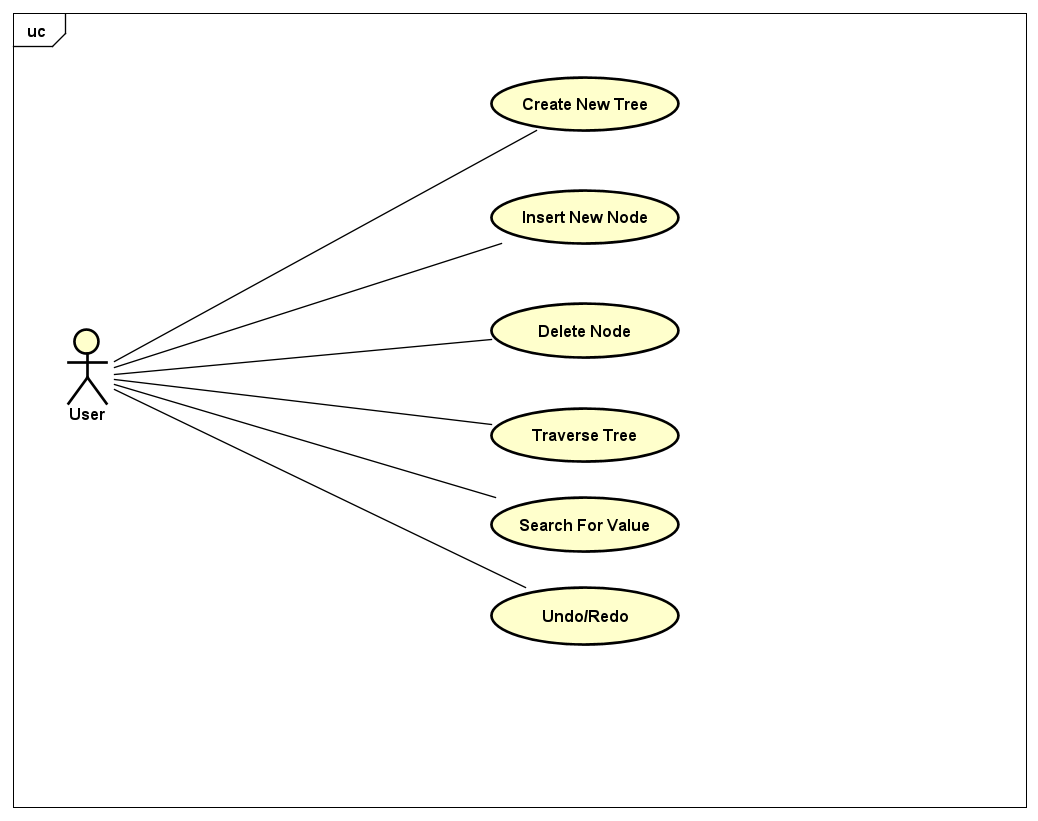 uc
Create New Tree
Insert New Node
Delete Node
User
Traverse Tree
Search For Value
Undo/Redo